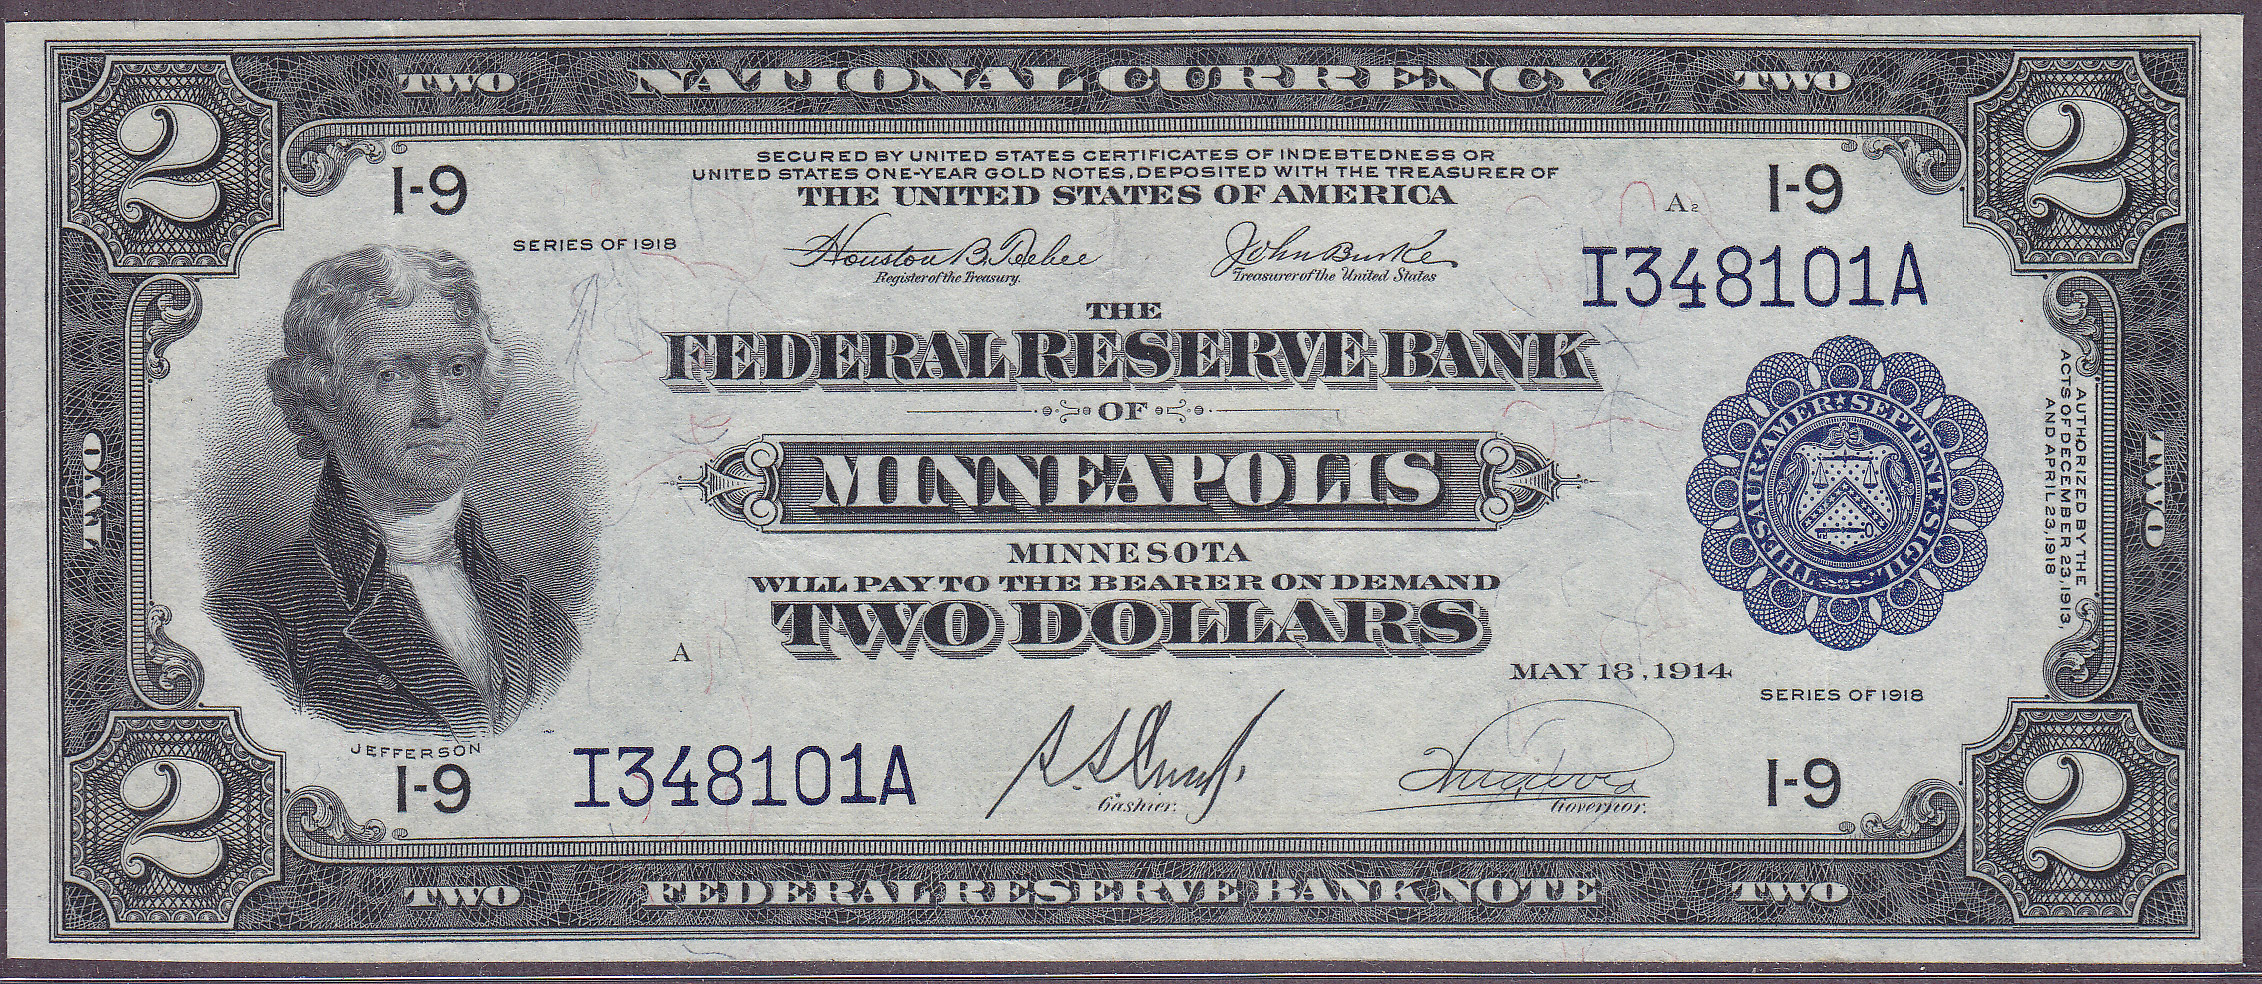 TWO NATIONAL CURRENCY TWO
2 2
SECURED BY UNITED STATES CERTIFICATES OF INDEBTEDNESS OR
UNITED STATES ONE-YEAR GOLD NOTES, DEPOSITED WITH THE TREASURER OF
THE UNITED STATES OF AMERICA
I-9 A2 I-9
SERIES OF 1918
Houston B. Teehee John Burke
Register of the Treasury. Treasurer of the United States
I348101A
THE
FEDERAL RESERVE BANK
OF
MINNEAPOLIS
MINNESOTA
WILL PAY TO THE BEARER ON DEMAND
TWO DOLLARS
THESAUR. AMER. SEPTENT. SIGIL.
AUTHORIZED BY THE
ACTS OF DECEMBER 23, 1913,
AND APRIL 23, 1918
TWO TWO
A
MAY 18, 1914
SERIES OF 1918
JEFFERSON
I-9 I348101A
Cashier. Governor.
I-9
2 2
TWO FEDERAL RESERVE BANK NOTE TWO